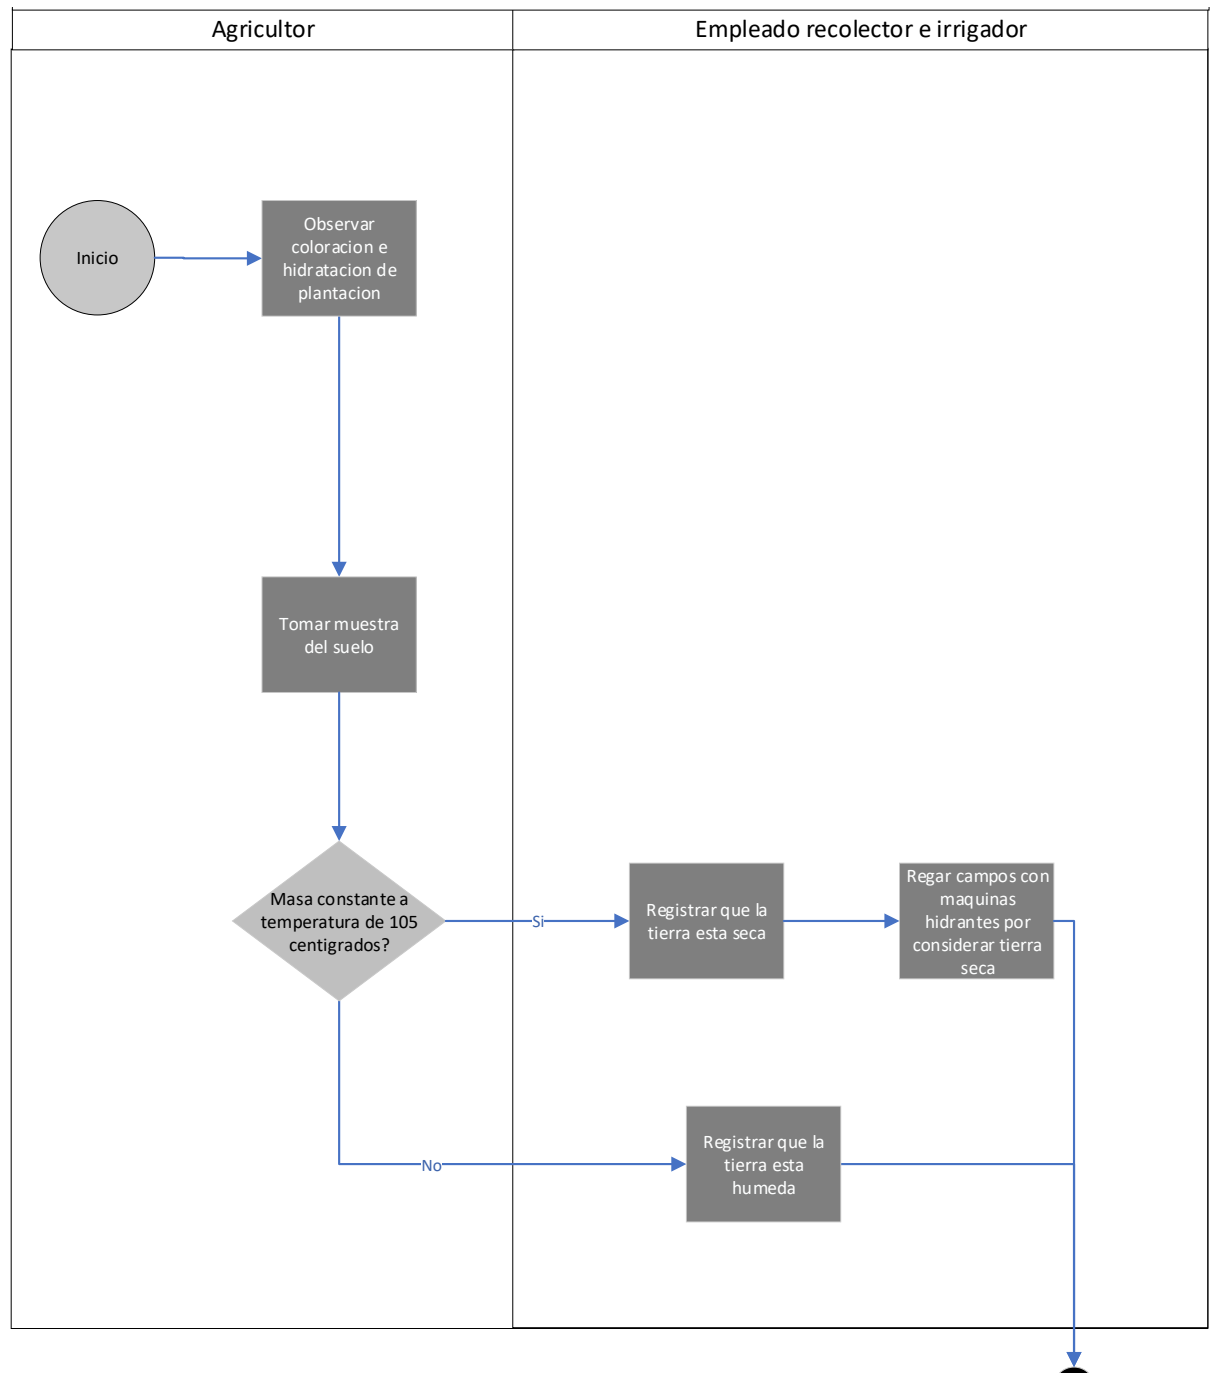 Agricultor
Empleado recolector e irrigador
Inicio
Observar
coloracion e
hidratacion de
plantacion
Tomar muestra
del suelo
Masa constante a
temperatura de 105
centigrados?
Si
Registrar que la
tierra esta seca
Regar campos con
maquinas
hidrantes por
considerar tierra
seca
No
Registrar que la
tierra esta
humeda